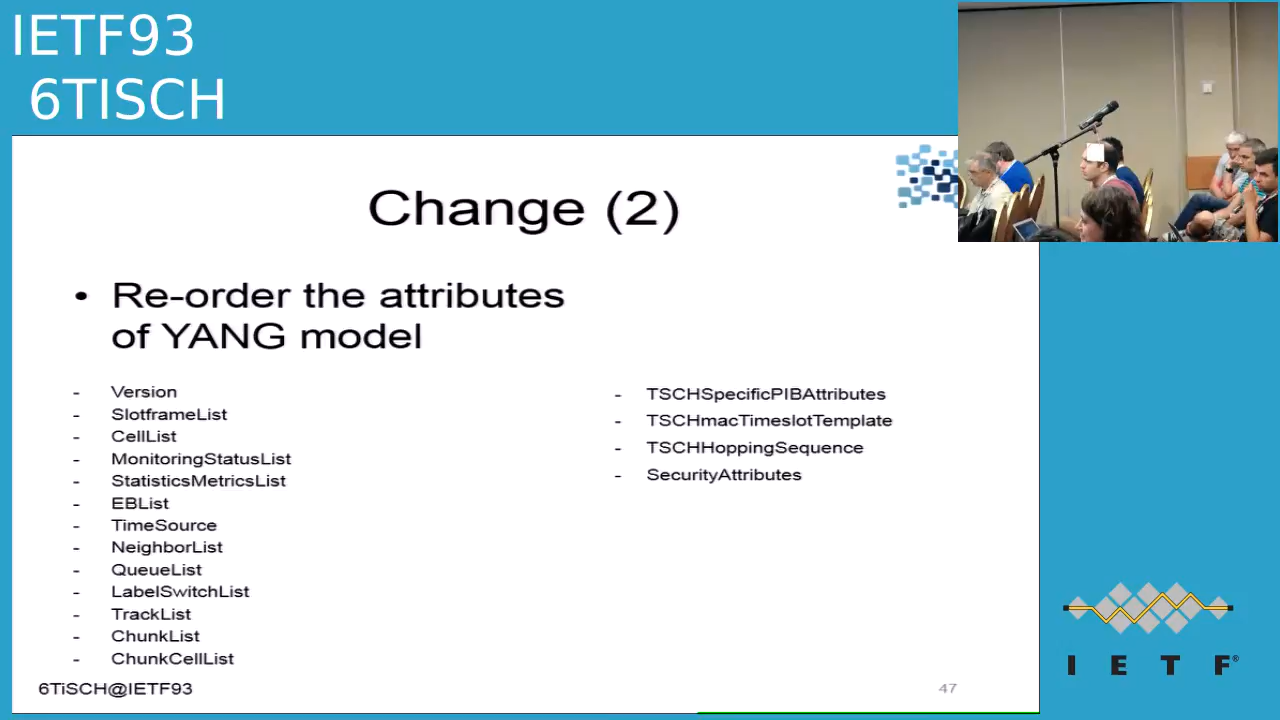 IETF93
6TISCH
Change (2)
• Re-order the attributes
of YANG model
- Version
- SlotframeList
- CellList
- MonitoringStatusList
- StatisticsMetricsList
- EBList
- TimeSource
- NeighborList
- QueueList
- LabelSwitchList
- TrackList
- ChunkList
- ChunkCellList
- TSCHSpecificPIBAttributes
- TSCHmacTimeslotTemplate
- TSCHHoppingSequence
- SecurityAttributes
6TiSCH@IETF93
47
I E T F®